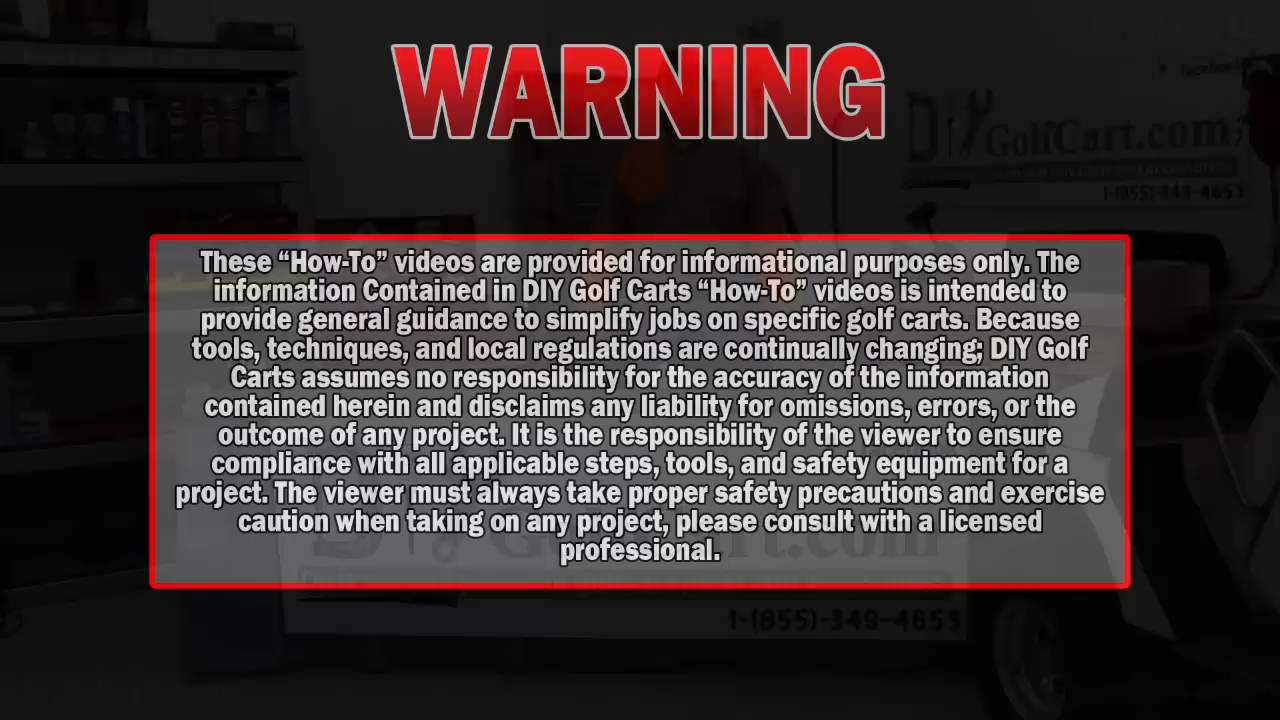 WARNING
Facebook
DIY GolfCart.com
1-(855)-349-4653
These “How-To” videos are provided for informational purposes only. The
information Contained in DIY Golf Carts “How-To” videos is intended to
provide general guidance to simplify jobs on specific golf carts. Because
tools, techniques, and local regulations are continually changing; DIY Golf
Carts assumes no responsibility for the accuracy of the information
contained herein and disclaims any liability for omissions, errors, or the
outcome of any project. It is the responsibility of the viewer to ensure
compliance with all applicable steps, tools, and safety equipment for a
project. The viewer must always take proper safety precautions and exercise
caution when taking on any project, please consult with a licensed
professional.
DIY GolfCart.com
1-(855)-349-4653